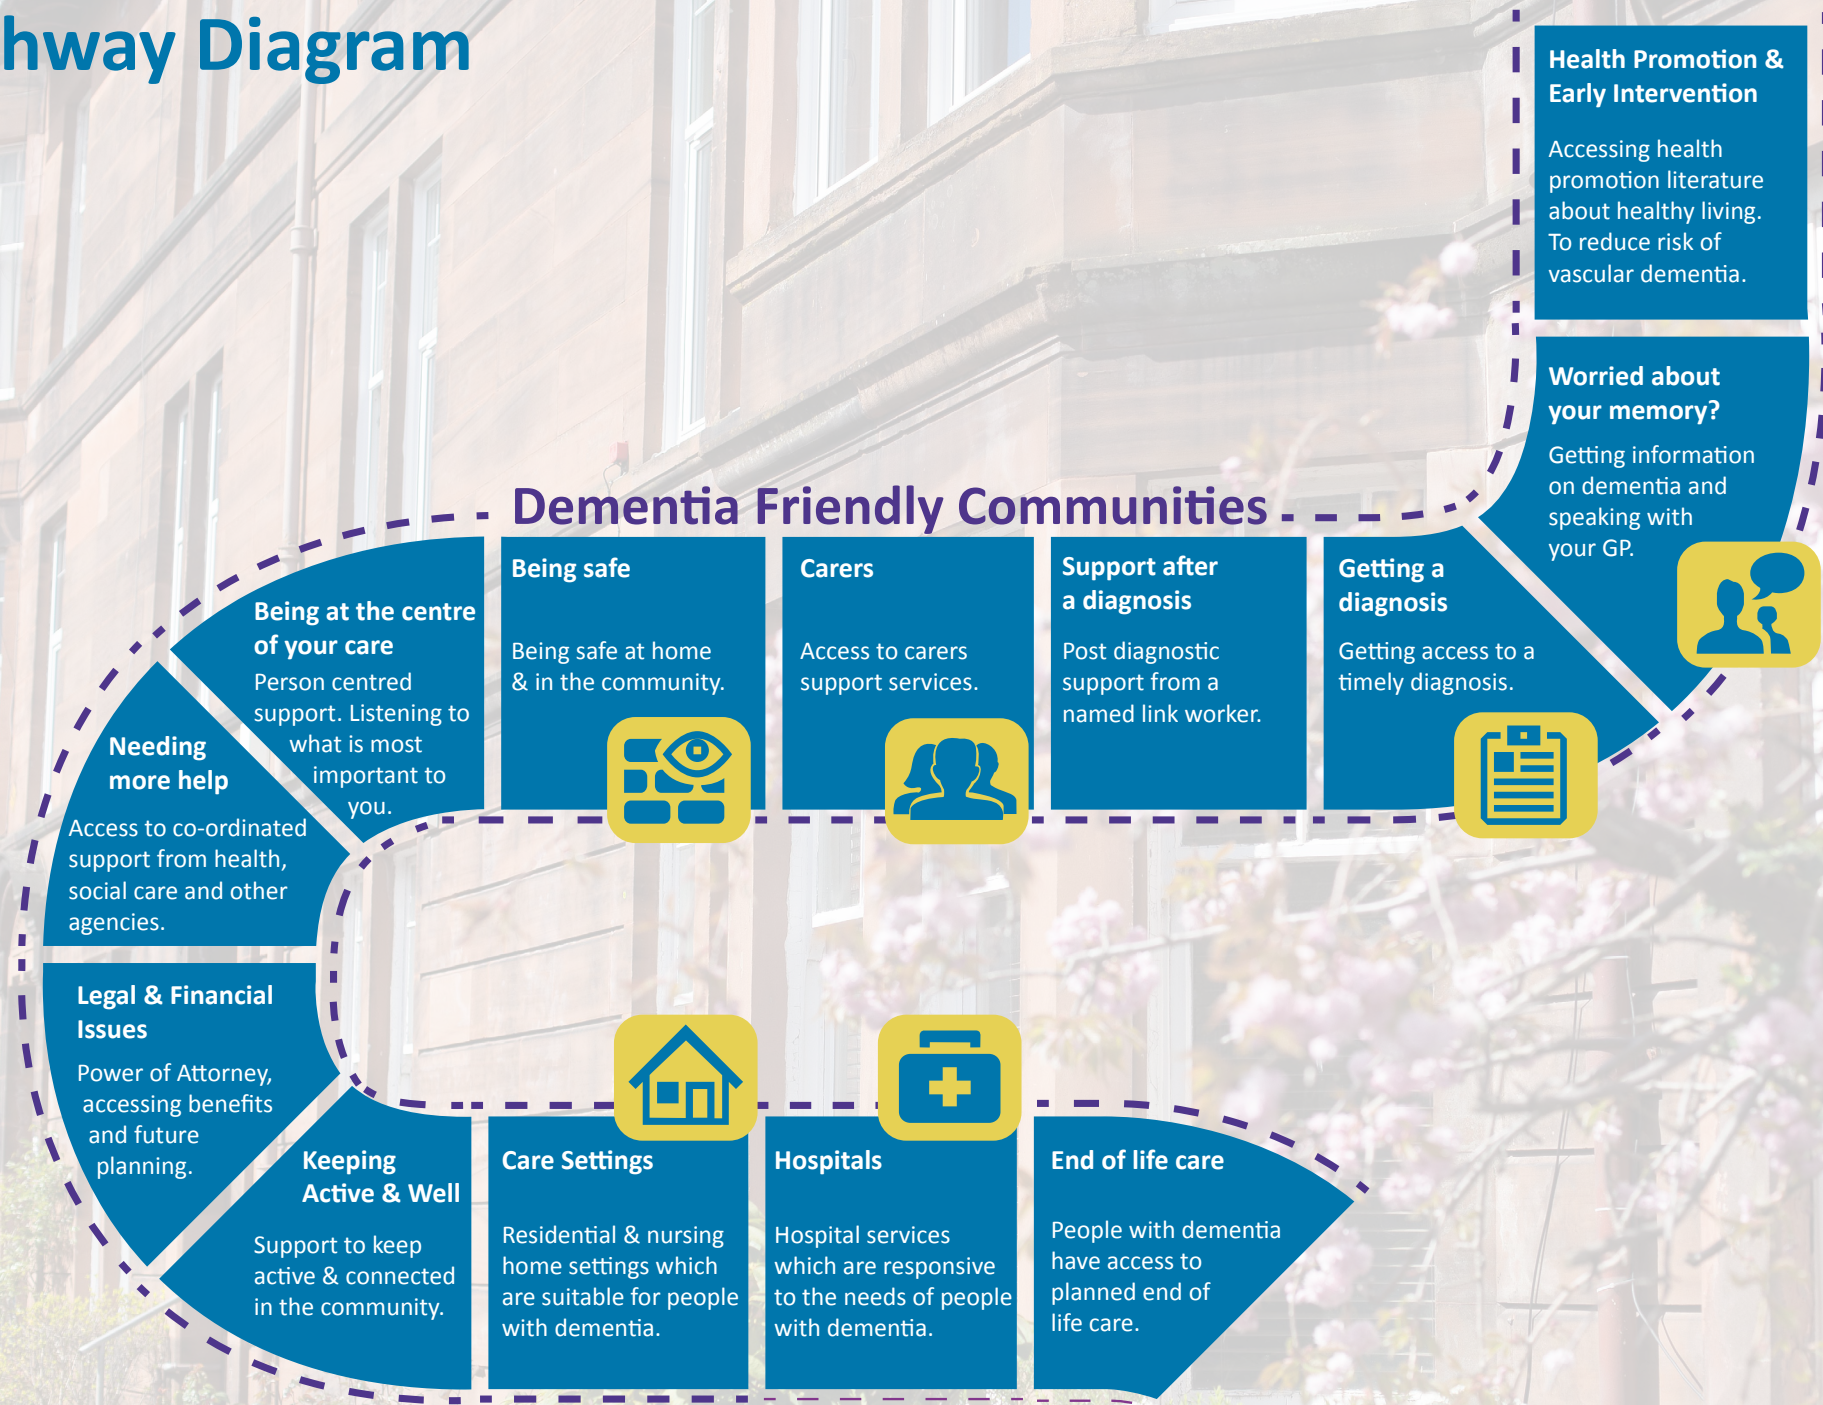 hway Diagram
Health Promotion &
Early Intervention
Accessing health
promotion literature
about healthy living.
To reduce risk of
vascular dementia.
Worried about
your memory?
Getting information
on dementia and
speaking with
your GP.
Dementia Friendly Communities
Getting a
diagnosis
Getting access to a
timely diagnosis.
Support after
a diagnosis
Post diagnostic
support from a
named link worker.
Carers
Access to carers
support services.
Being safe
Being safe at home
& in the community.
Being at the centre
of your care
Person centred
support. Listening to
what is most
important to
you.
Needing
more help
Access to co-ordinated
support from health,
social care and other
agencies.
Legal & Financial
Issues
Power of Attorney,
accessing benefits
and future
planning.
Keeping
Active & Well
Support to keep
active & connected
in the community.
Care Settings
Residential & nursing
home settings which
are suitable for people
with dementia.
Hospitals
Hospital services
which are responsive
to the needs of people
with dementia.
End of life care
People with dementia
have access to
planned end of
life care.